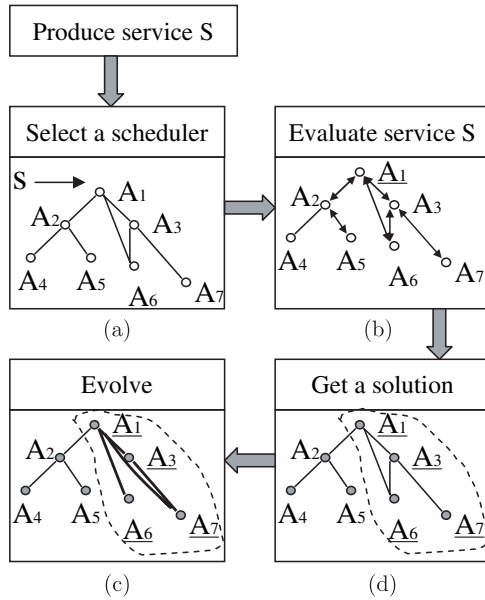 Produce service S
Select a scheduler
S
A1
A2
A3
A4
A5
A6
A7
(a)
Evaluate service S
A1
A2
A3
A4
A5
A6
A7
(b)
Evolve
A1
A2
A3
A4
A5
A6
A7
(c)
Get a solution
A1
A2
A3
A4
A5
A6
A7
(d)